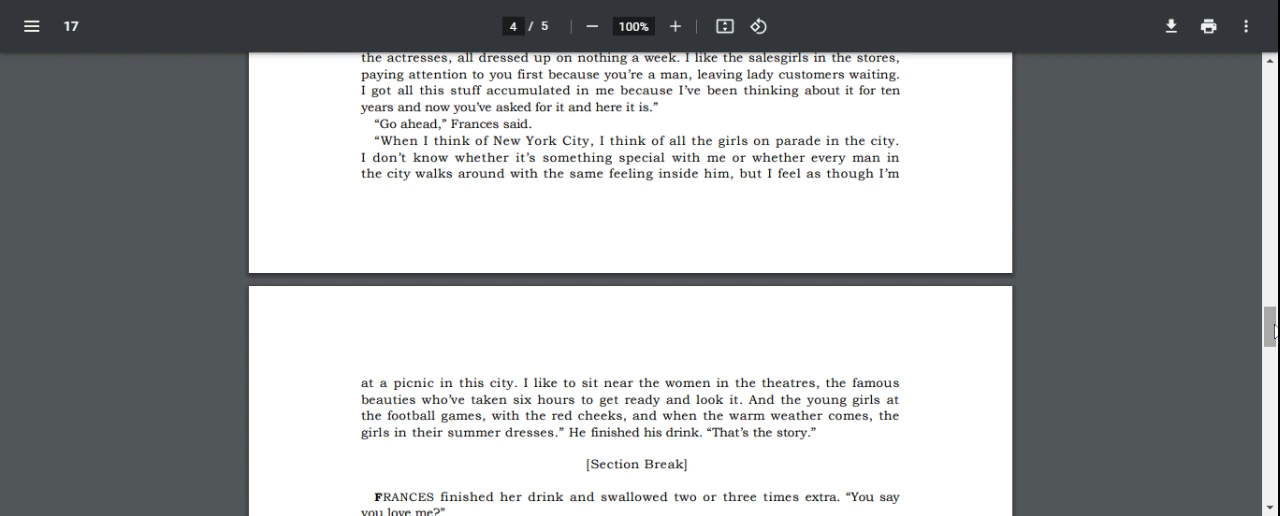 17
4 / 5
100%
the actresses, all dressed up on nothing a week. I like the salesgirls in the stores,
paying attention to you first because you’re a man, leaving lady customers waiting.
I got all this stuff accumulated in me because I’ve been thinking about it for ten
years and now you’ve asked for it and here it is.”
“Go ahead,” Frances said.
“When I think of New York City, I think of all the girls on parade in the city.
I don’t know whether it’s something special with me or whether every man in
the city walks around with the same feeling inside him, but I feel as though I’m
at a picnic in this city. I like to sit near the women in the theatres, the famous
beauties who’ve taken six hours to get ready and look it. And the young girls at
the football games, with the red cheeks, and when the warm weather comes, the
girls in their summer dresses.” He finished his drink. “That’s the story.”
[Section Break]
FRANCES finished her drink and swallowed two or three times extra. “You say
you love me?”